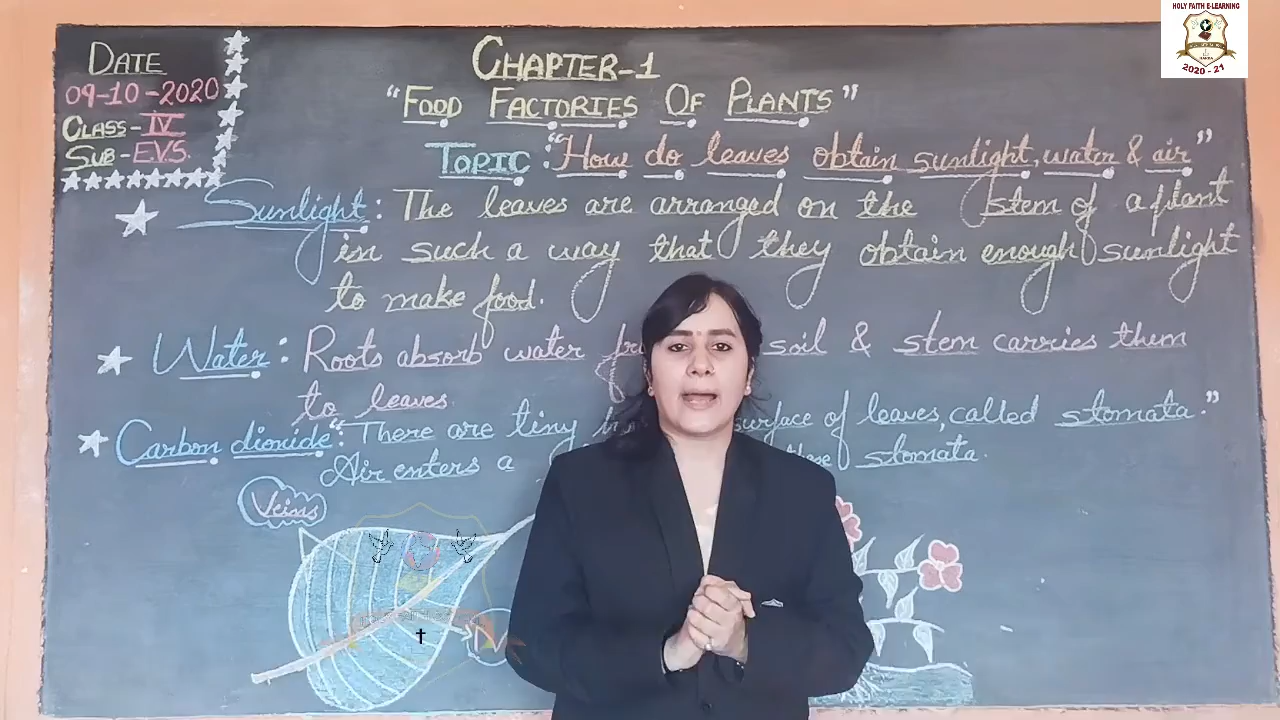 HOLY FAITH E-LEARNING
2020 - 21
DATE
09-10-2020
CLASS-IV
SUB-E.V.S.
CHAPTER-1
"FOOD FACTORIES OF PLANTS"
TOPIC: "How do leaves obtain sunlight, water & air"
Sunlight: The leaves are arranged on the stem of a plant
in such a way that they obtain enough sunlight
to make food.
Water: Roots absorb water soil & stem carries them
to leaves.
Carbon dioxide: "There are tiny surface of leaves, called stomata."
Air enters stomata.
Veins